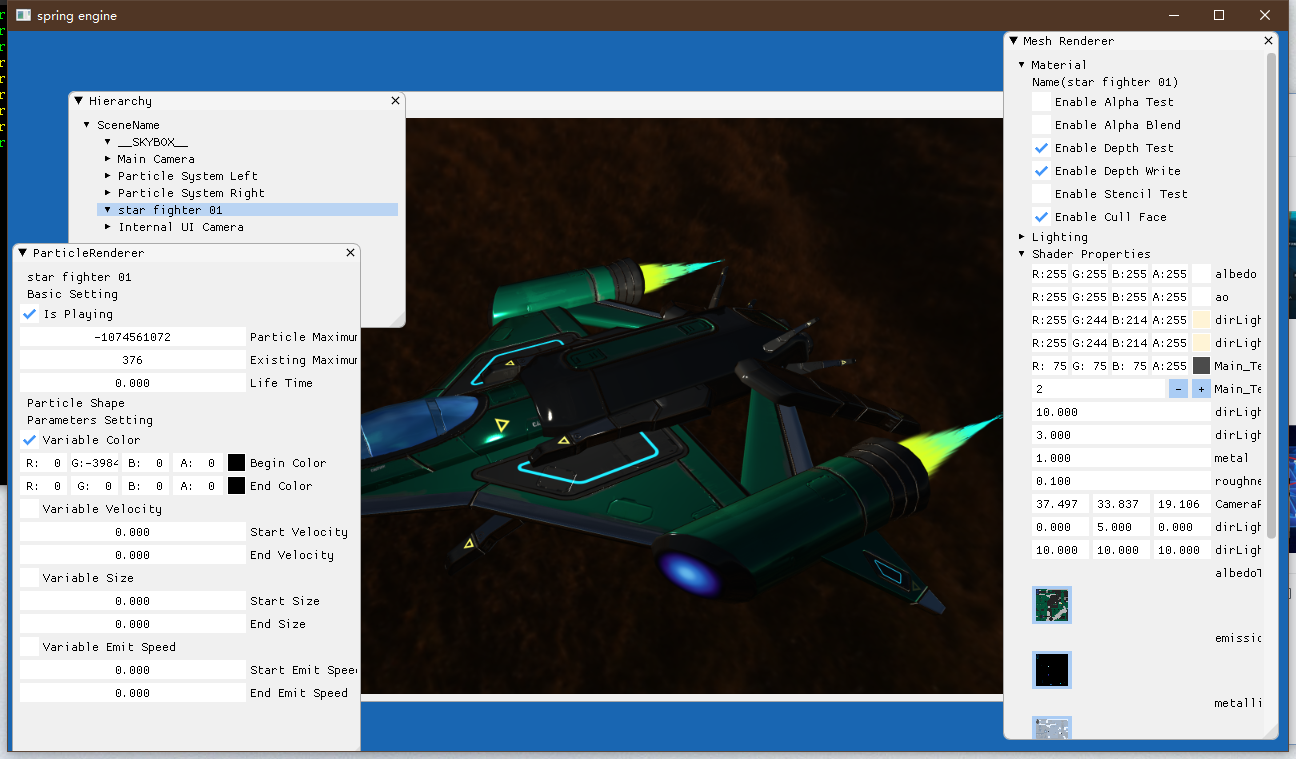 spring engine
Hierarchy
SceneName
__SKYBOX__
Main Camera
Particle System Left
Particle System Right
star fighter 01
Internal UI Camera
ParticleRenderer
star fighter 01
Basic Setting
Is Playing
-1074561072 Particle Maximum
376 Existing Maximum
0.000 Life Time
Particle Shape
Parameters Setting
Variable Color
R: 0 G:-3984 B: 0 A: 0 Begin Color
R: 0 G: 0 B: 0 A: 0 End Color
Variable Velocity
0.000 Start Velocity
0.000 End Velocity
Variable Size
0.000 Start Size
0.000 End Size
Variable Emit Speed
0.000 Start Emit Speed
0.000 End Emit Speed
Mesh Renderer
Material
Name(star fighter 01)
Enable Alpha Test
Enable Alpha Blend
Enable Depth Test
Enable Depth Write
Enable Stencil Test
Enable Cull Face
Lighting
Shader Properties
R:255 G:255 B:255 A:255 albedo
R:255 G:255 B:255 A:255 ao
R:255 G:244 B:214 A:255 dirLigh
R:255 G:244 B:214 A:255 dirLigh
R: 75 G: 75 B: 75 A:255 Main_Te
2 - + Main_Te
10.000 dirLigh
3.000 dirLigh
1.000 metal
0.100 roughne
37.497 33.837 19.106 CameraP
0.000 5.000 0.000 dirLigh
10.000 10.000 10.000 dirLigh
albedoT
emissio
metalli